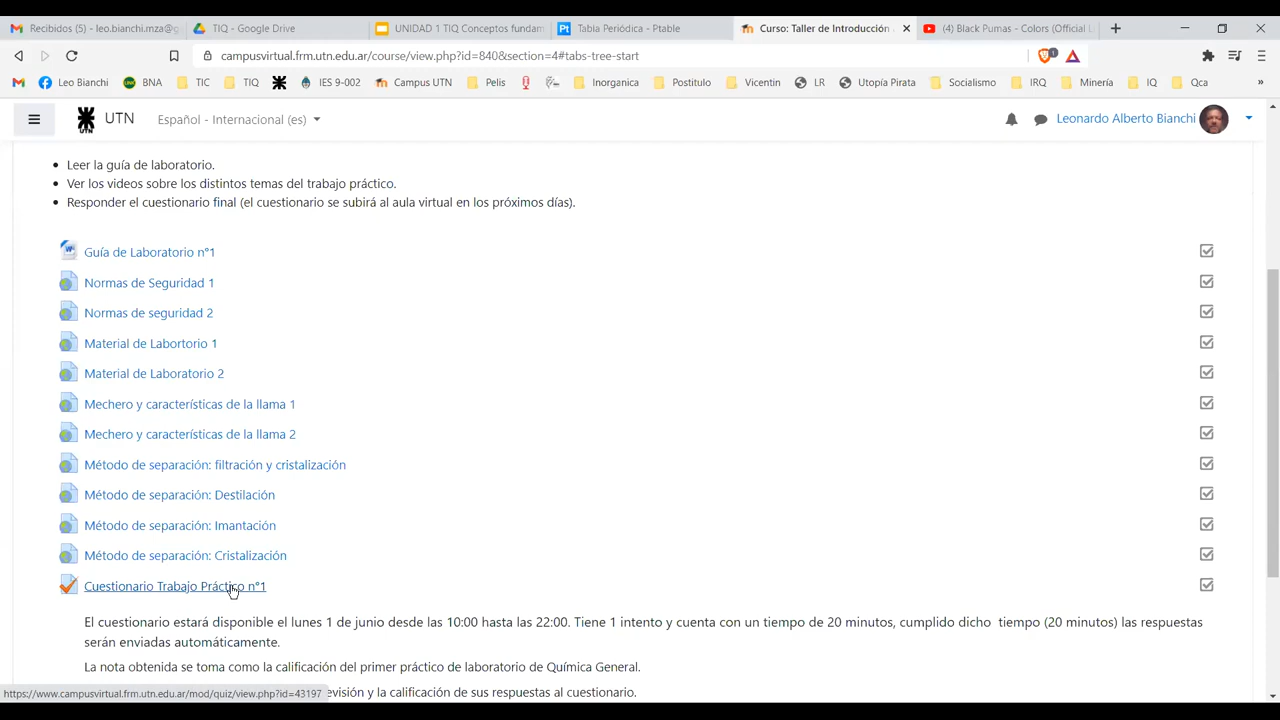 Recibidos (5) - leo.bianchi.mza@g
TIQ - Google Drive
UNIDAD 1 TIQ Conceptos fundam
Pt
Tabla Periódica - Ptable
Curso: Taller de Introducción
(4) Black Pumas - Colors (Official L
campusvirtual.frm.utn.edu.ar/course/view.php?id=840&section=4#tabs-tree-start
1
Leo Bianchi
BNA
TIC
TIQ
IES 9-002
Campus UTN
Pelis
Inorganica
Postitulo
Vicentin
LR
Utopía Pirata
Socialismo
IRQ
Minería
IQ
Qca
»
UTN
UTN
Español - Internacional (es)
Leonardo Alberto Bianchi
• Leer la guía de laboratorio.
• Ver los videos sobre los distintos temas del trabajo práctico.
• Responder el cuestionario final (el cuestionario se subirá al aula virtual en los próximos días).
Guía de Laboratorio n°1
Normas de Seguridad 1
Normas de seguridad 2
Material de Labortorio 1
Material de Laboratorio 2
Mechero y características de la llama 1
Mechero y características de la llama 2
Método de separación: filtración y cristalización
Método de separación: Destilación
Método de separación: Imantación
Método de separación: Cristalización
Cuestionario Trabajo Práctico n°1
El cuestionario estará disponible el lunes 1 de junio desde las 10:00 hasta las 22:00. Tiene 1 intento y cuenta con un tiempo de 20 minutos, cumplido dicho tiempo (20 minutos) las respuestas
serán enviadas automáticamente.
La nota obtenida se toma como la calificación del primer práctico de laboratorio de Química General.
evisión y la calificación de sus respuestas al cuestionario.
https://www.campusvirtual.frm.utn.edu.ar/mod/quiz/view.php?id=43197